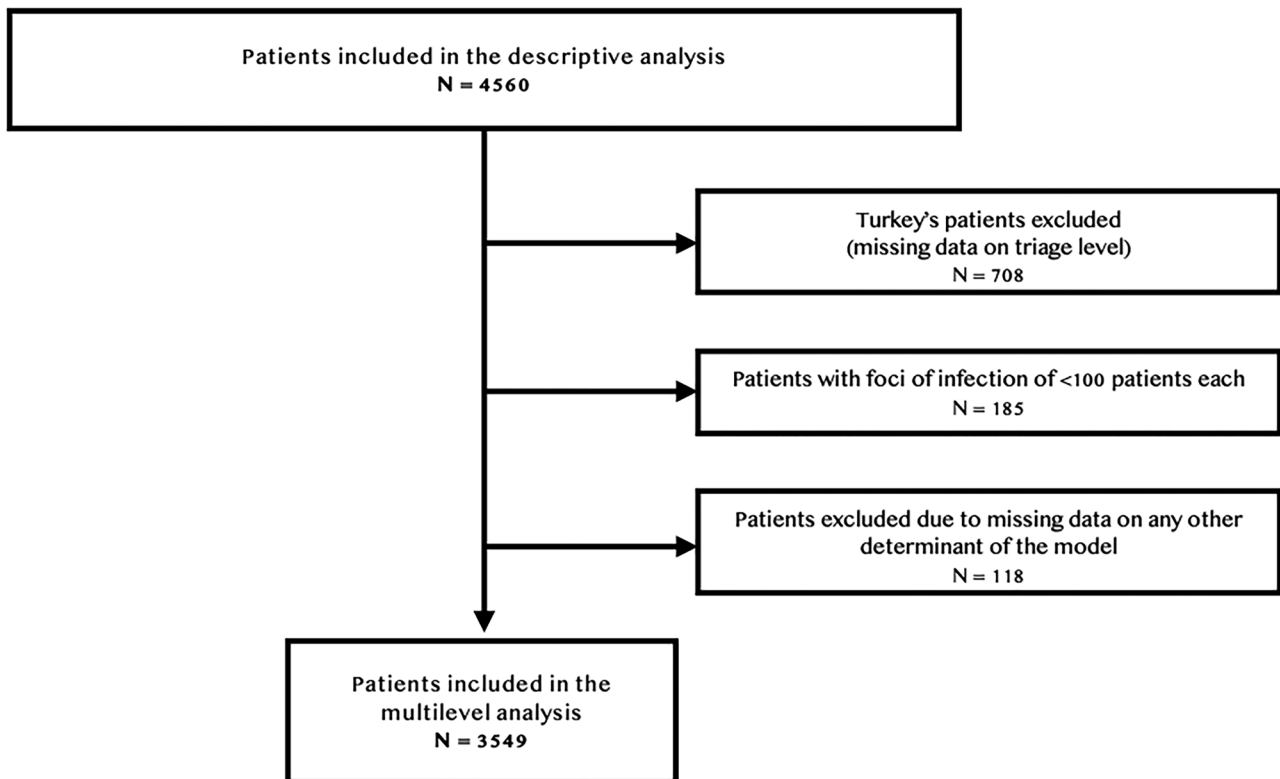 Patients included in the descriptive analysis
N = 4560
Turkey's patients excluded
(missing data on triage level)
N = 708
Patients with foci of infection of <100 patients each
N = 185
Patients excluded due to missing data on any other
determinant of the model
N = 118
Patients included in the
multilevel analysis
N = 3549